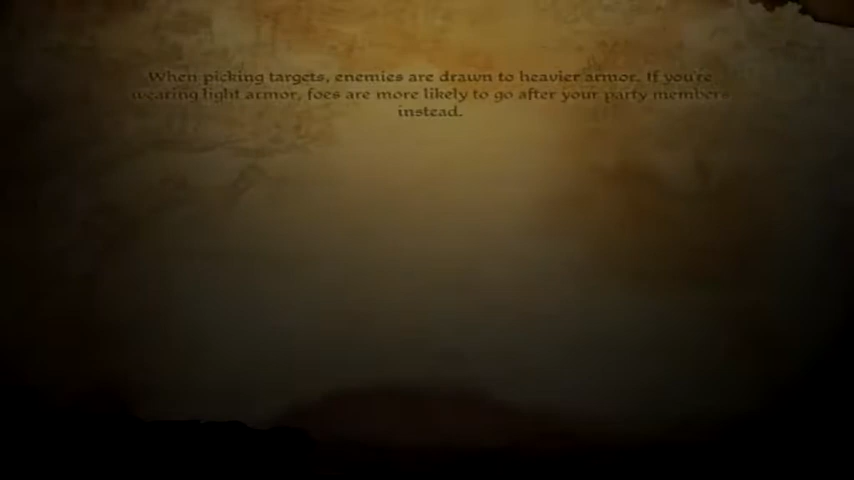 When picking targets, enemies are drawn to heavier armor. If you're
wearing light armor, foes are more likely to go after your party members
instead.